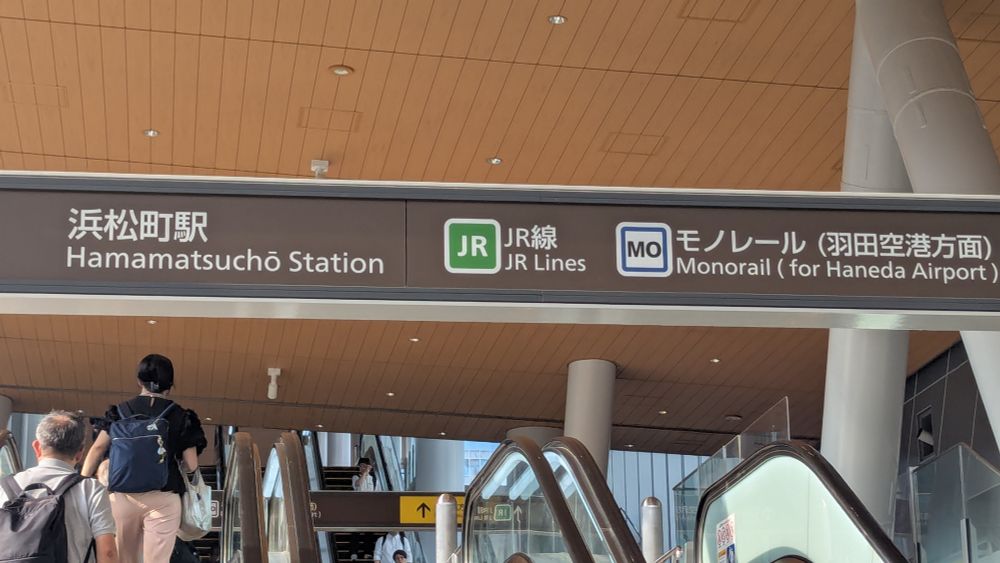 浜松町駅
Hamamatsuchō Station
JR
JR線
JR Lines
MO
モノレール（羽田空港方面）
Monorail ( for Haneda Airport )
JR